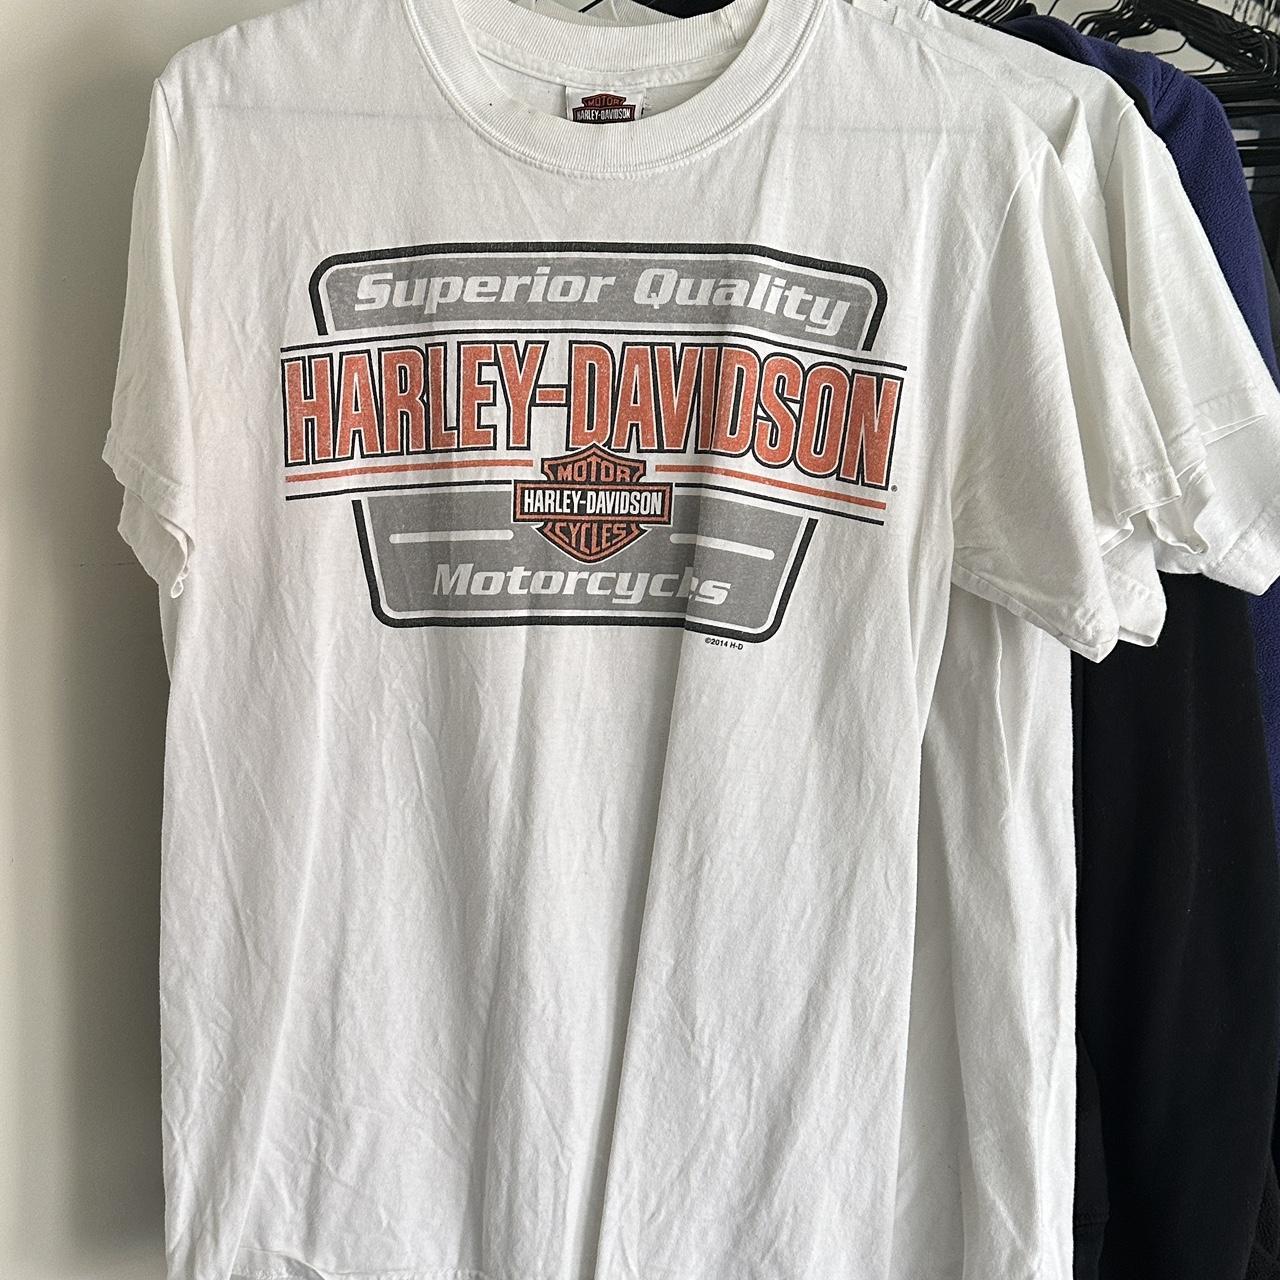 MOTOR
HARLEY-DAVIDSON
Superior Quality
HARLEY-DAVIDSON
MOTOR
HARLEY-DAVIDSON
CYCLES
Motorcycles
©2014 H-D